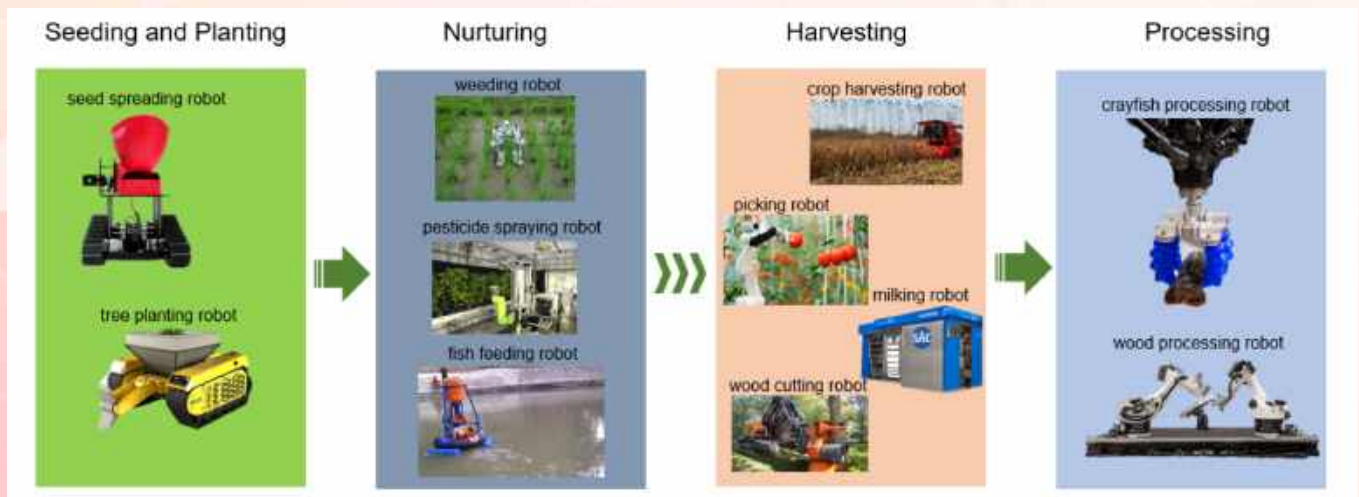 Seeding and Planting
seed spreading robot
tree planting robot
Nurturing
weeding robot
pesticide spraying robot
fish feeding robot
Harvesting
crop harvesting robot
picking robot
milking robot
SAC
wood cutting robot
Processing
crayfish processing robot
wood processing robot